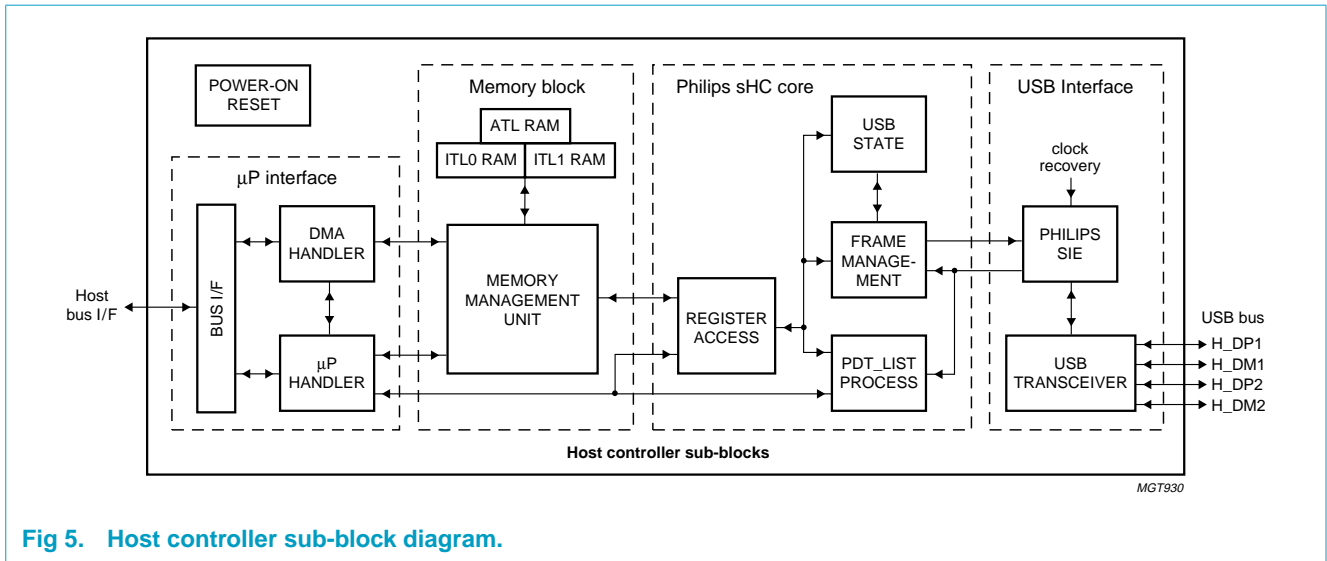 POWER-ON
RESET
Memory block
Philips sHC core
USB Interface
ATL RAM
ITL0 RAM
ITL1 RAM
USB
STATE
clock
recovery
μP interface
BUS I/F
DMA
HANDLER
MEMORY
MANAGEMENT
UNIT
FRAME
MANAGE-
MENT
PHILIPS
SIE
Host
bus I/F
REGISTER
ACCESS
μP
HANDLER
PDT_LIST
PROCESS
USB
TRANSCEIVER
USB bus
H_DP1
H_DM1
H_DP2
H_DM2
Host controller sub-blocks
MGT930
Fig 5. Host controller sub-block diagram.